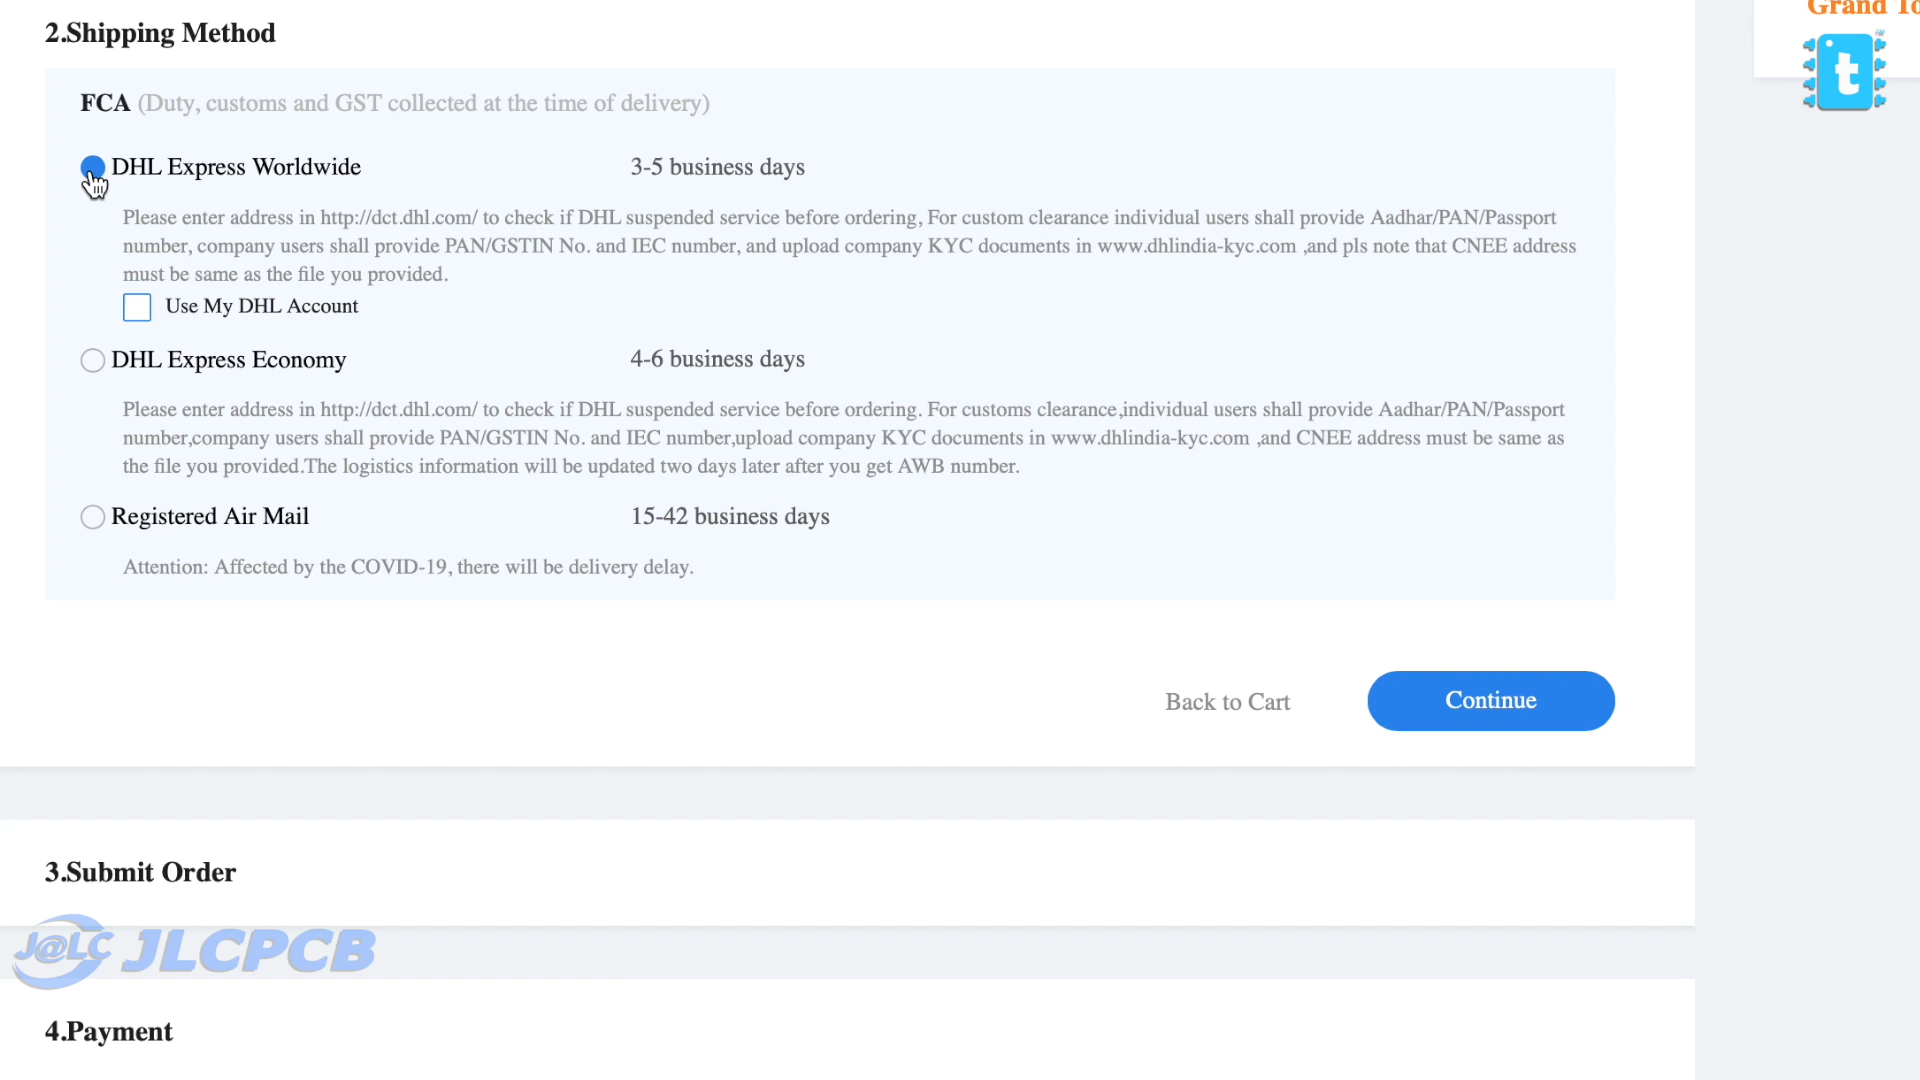 Grand To
2.Shipping Method
t
FCA (Duty, customs and GST collected at the time of delivery)
DHL Express Worldwide 3-5 business days
Please enter address in http://dct.dhl.com/ to check if DHL suspended service before ordering, For custom clearance individual users shall provide Aadhar/PAN/Passport
number, company users shall provide PAN/GSTIN No. and IEC number, and upload company KYC documents in www.dhlindia-kyc.com ,and pls note that CNEE address
must be same as the file you provided.
Use My DHL Account
DHL Express Economy 4-6 business days
Please enter address in http://dct.dhl.com/ to check if DHL suspended service before ordering. For customs clearance,individual users shall provide Aadhar/PAN/Passport
number,company users shall provide PAN/GSTIN No. and IEC number,upload company KYC documents in www.dhlindia-kyc.com ,and CNEE address must be same as
the file you provided.The logistics information will be updated two days later after you get AWB number.
Registered Air Mail 15-42 business days
Attention: Affected by the COVID-19, there will be delivery delay.
Back to Cart Continue
3.Submit Order
J@LC JLCPCB
4.Payment